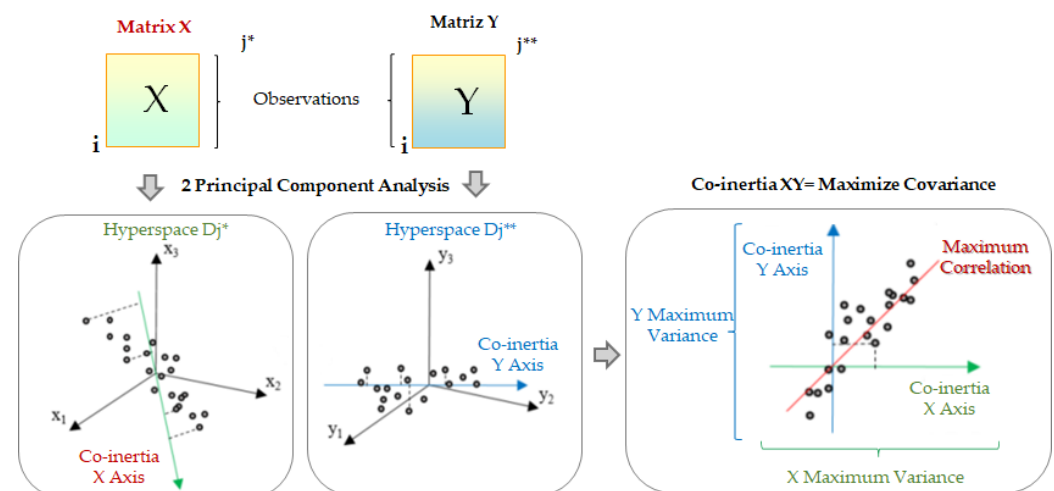 Matrix X
Matriz Y
j*
j**
X
Observations
Y
i
i
2 Principal Component Analysis
Co-inertia XY= Maximize Covariance
Hyperspace Dj*
x3
x2
x1
Co-inertia
X Axis
Hyperspace Dj**
y3
Co-inertia
Y Axis
y2
y1
Co-inertia
Y Axis
Maximum
Correlation
Y Maximum
Variance
Co-inertia
X Axis
X Maximum Variance